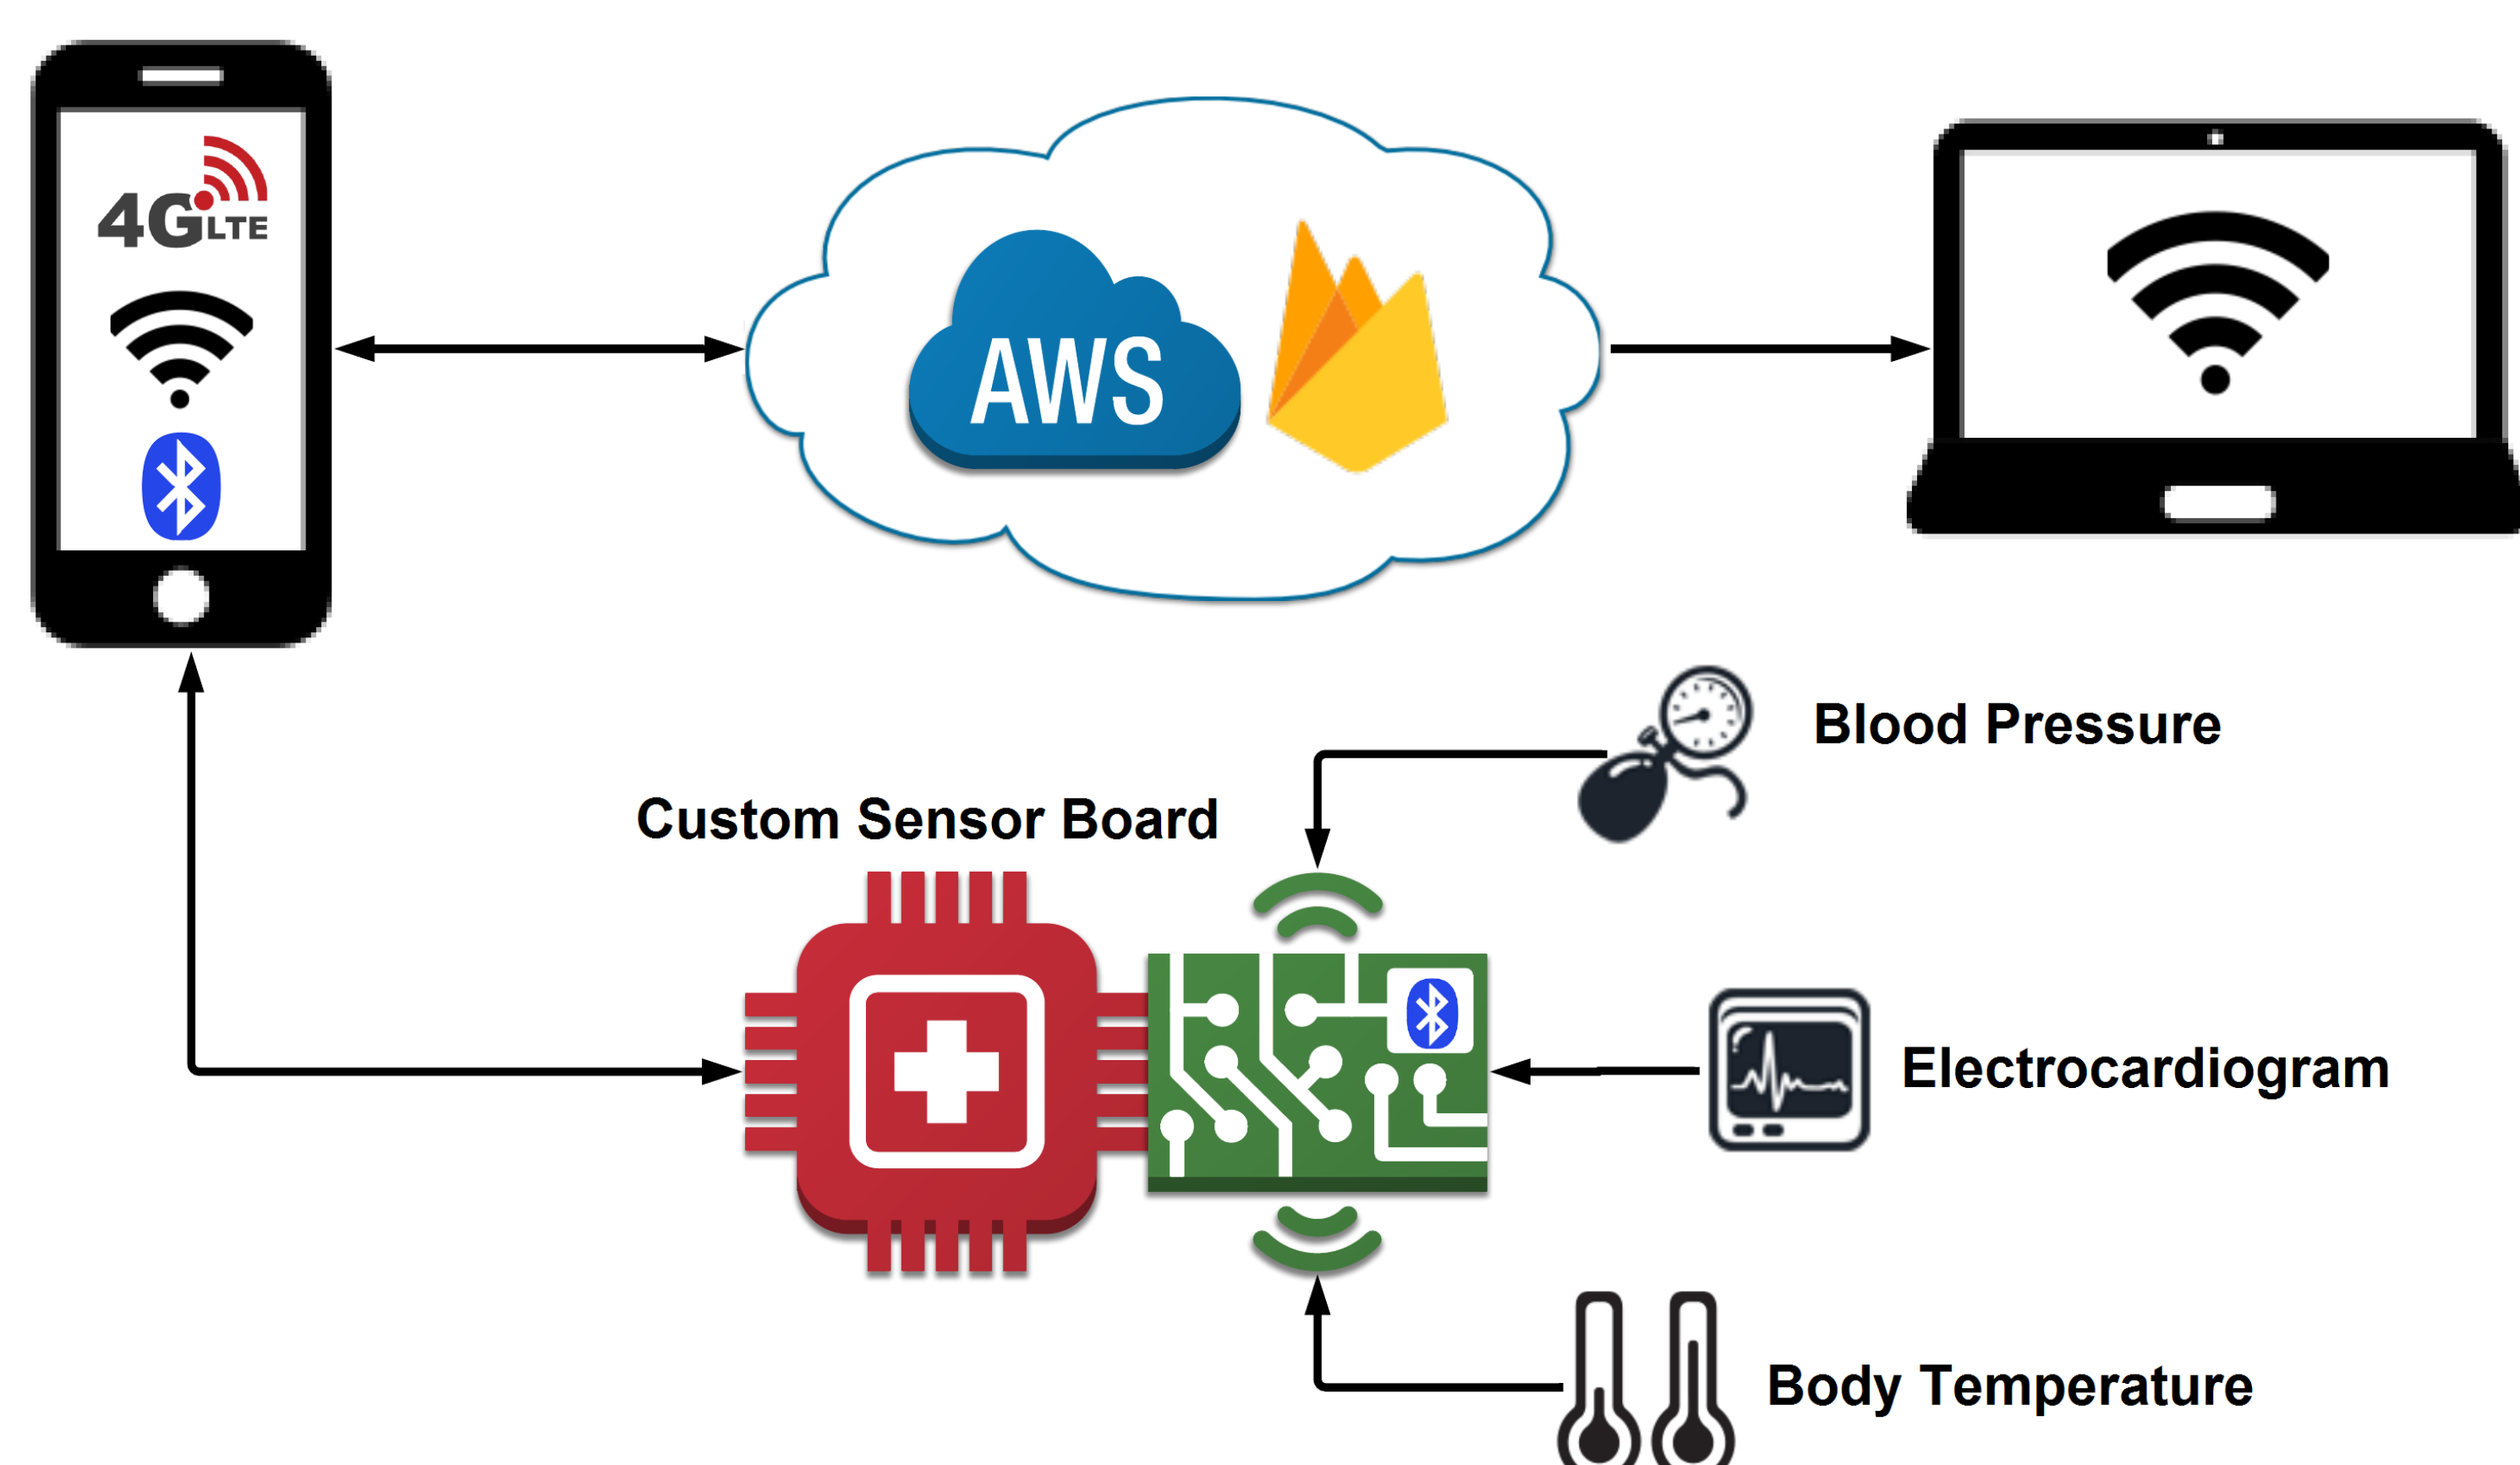 4G LTE
AWS
Blood Pressure
Custom Sensor Board
Electrocardiogram
Body Temperature